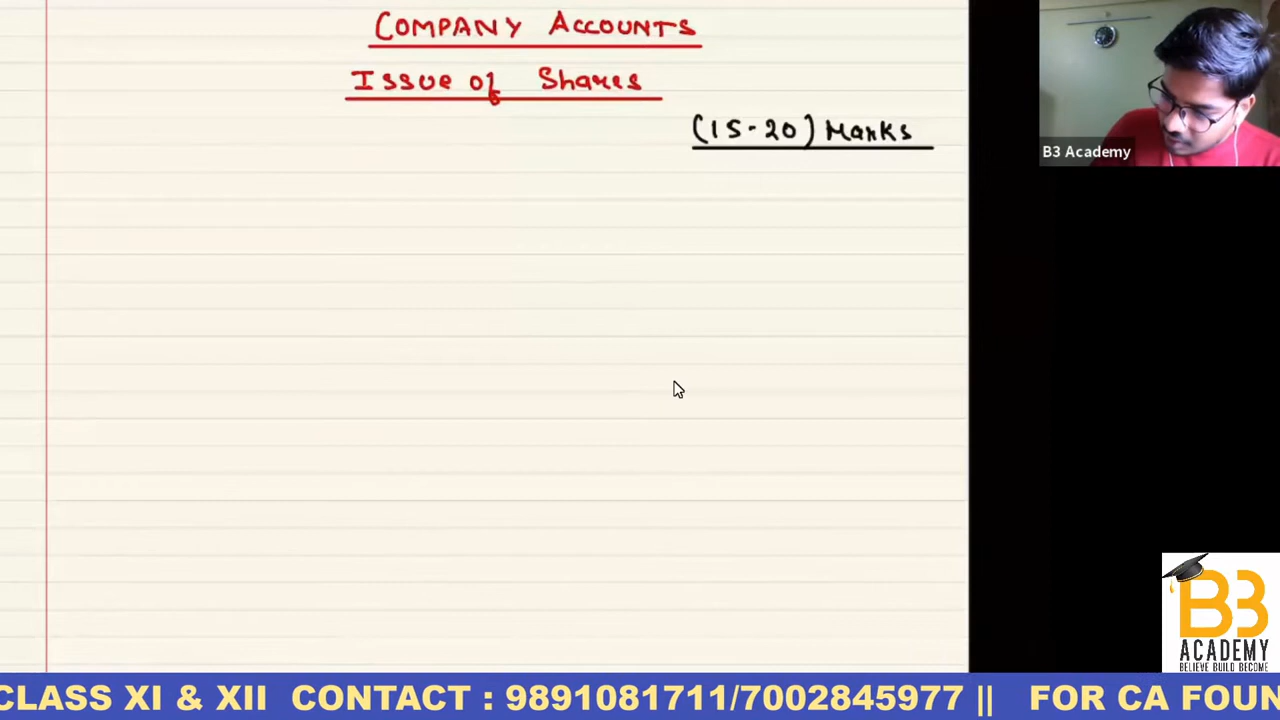 COMPANY ACCOUNTS
Issue of Shares
(15-20) Marks
B3 Academy
B3
ACADEMY
BELIEVE BUILD BECOME
CLASS XI & XII CONTACT : 9891081711/7002845977 || FOR CA FOUN